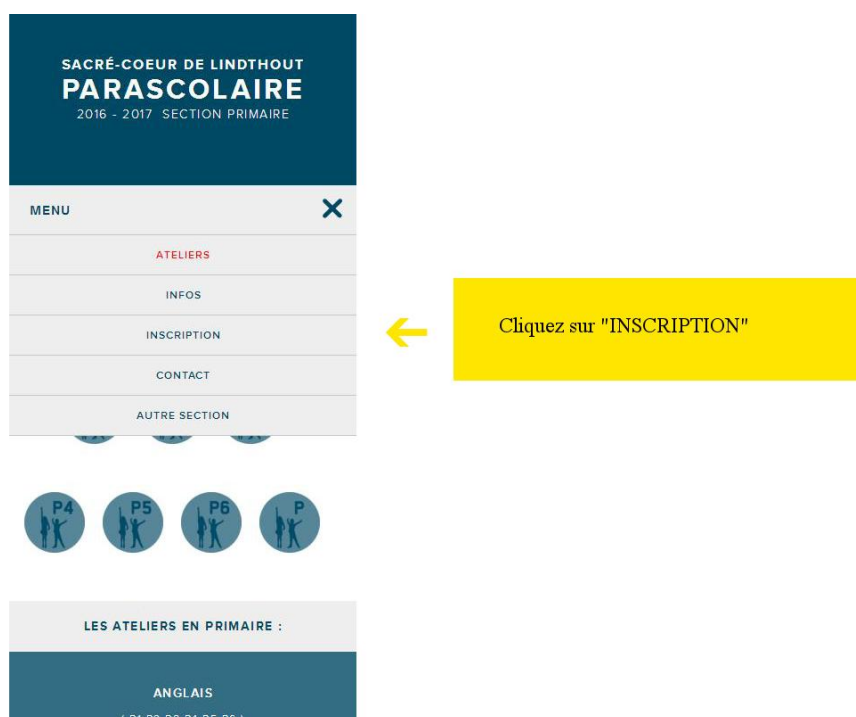 SACRÉ-COEUR DE LINDTHOUT
PARASCOLAIRE
2016 - 2017 SECTION PRIMAIRE
MENU
ATELIERS
INFOS
INSCRIPTION
CONTACT
AUTRE SECTION
Cliquez sur "INSCRIPTION"
P4 P5 P6 P
LES ATELIERS EN PRIMAIRE :
ANGLAIS